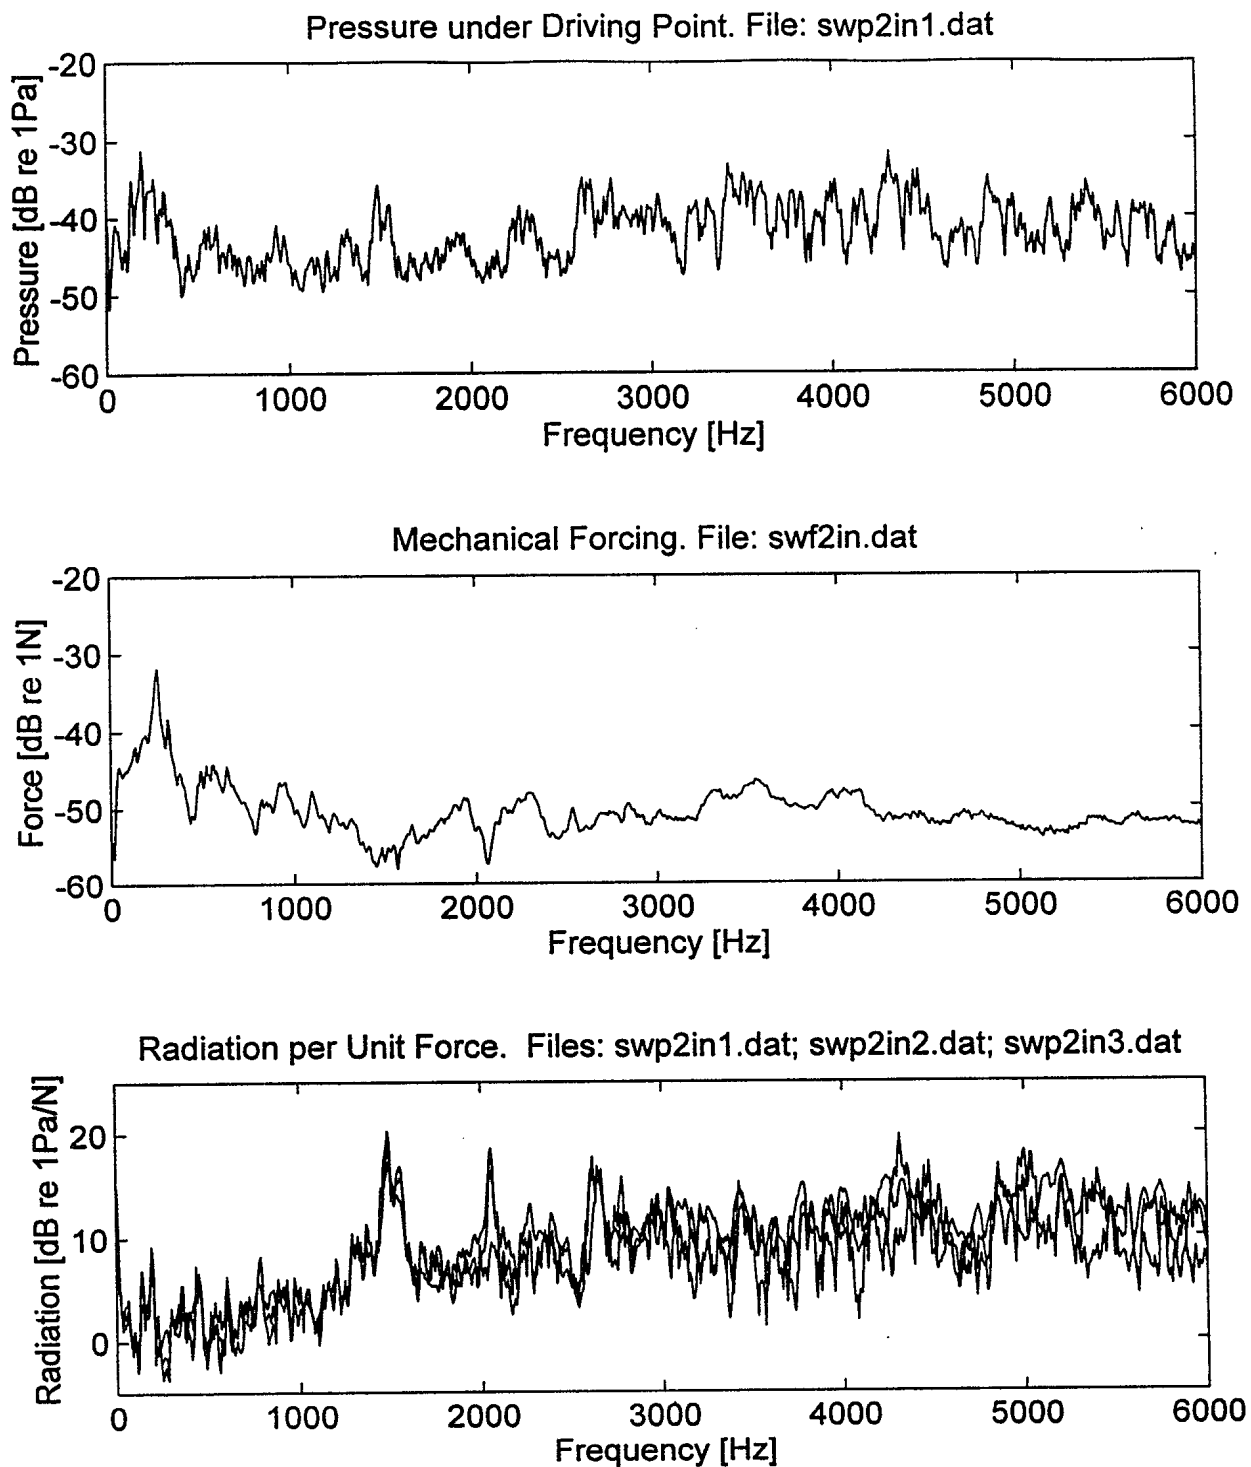 Pressure under Driving Point. File: swp2in1.dat
Pressure [dB re 1Pa]
-20
-30
-40
-50
-60
0 1000 2000 3000 4000 5000 6000
Frequency [Hz]
Mechanical Forcing. File: swf2in.dat
Force [dB re 1N]
-20
-30
-40
-50
-60
0 1000 2000 3000 4000 5000 6000
Frequency [Hz]
Radiation per Unit Force. Files: swp2in1.dat; swp2in2.dat; swp2in3.dat
Radiation [dB re 1Pa/N]
20
10
0
0 1000 2000 3000 4000 5000 6000
Frequency [Hz]